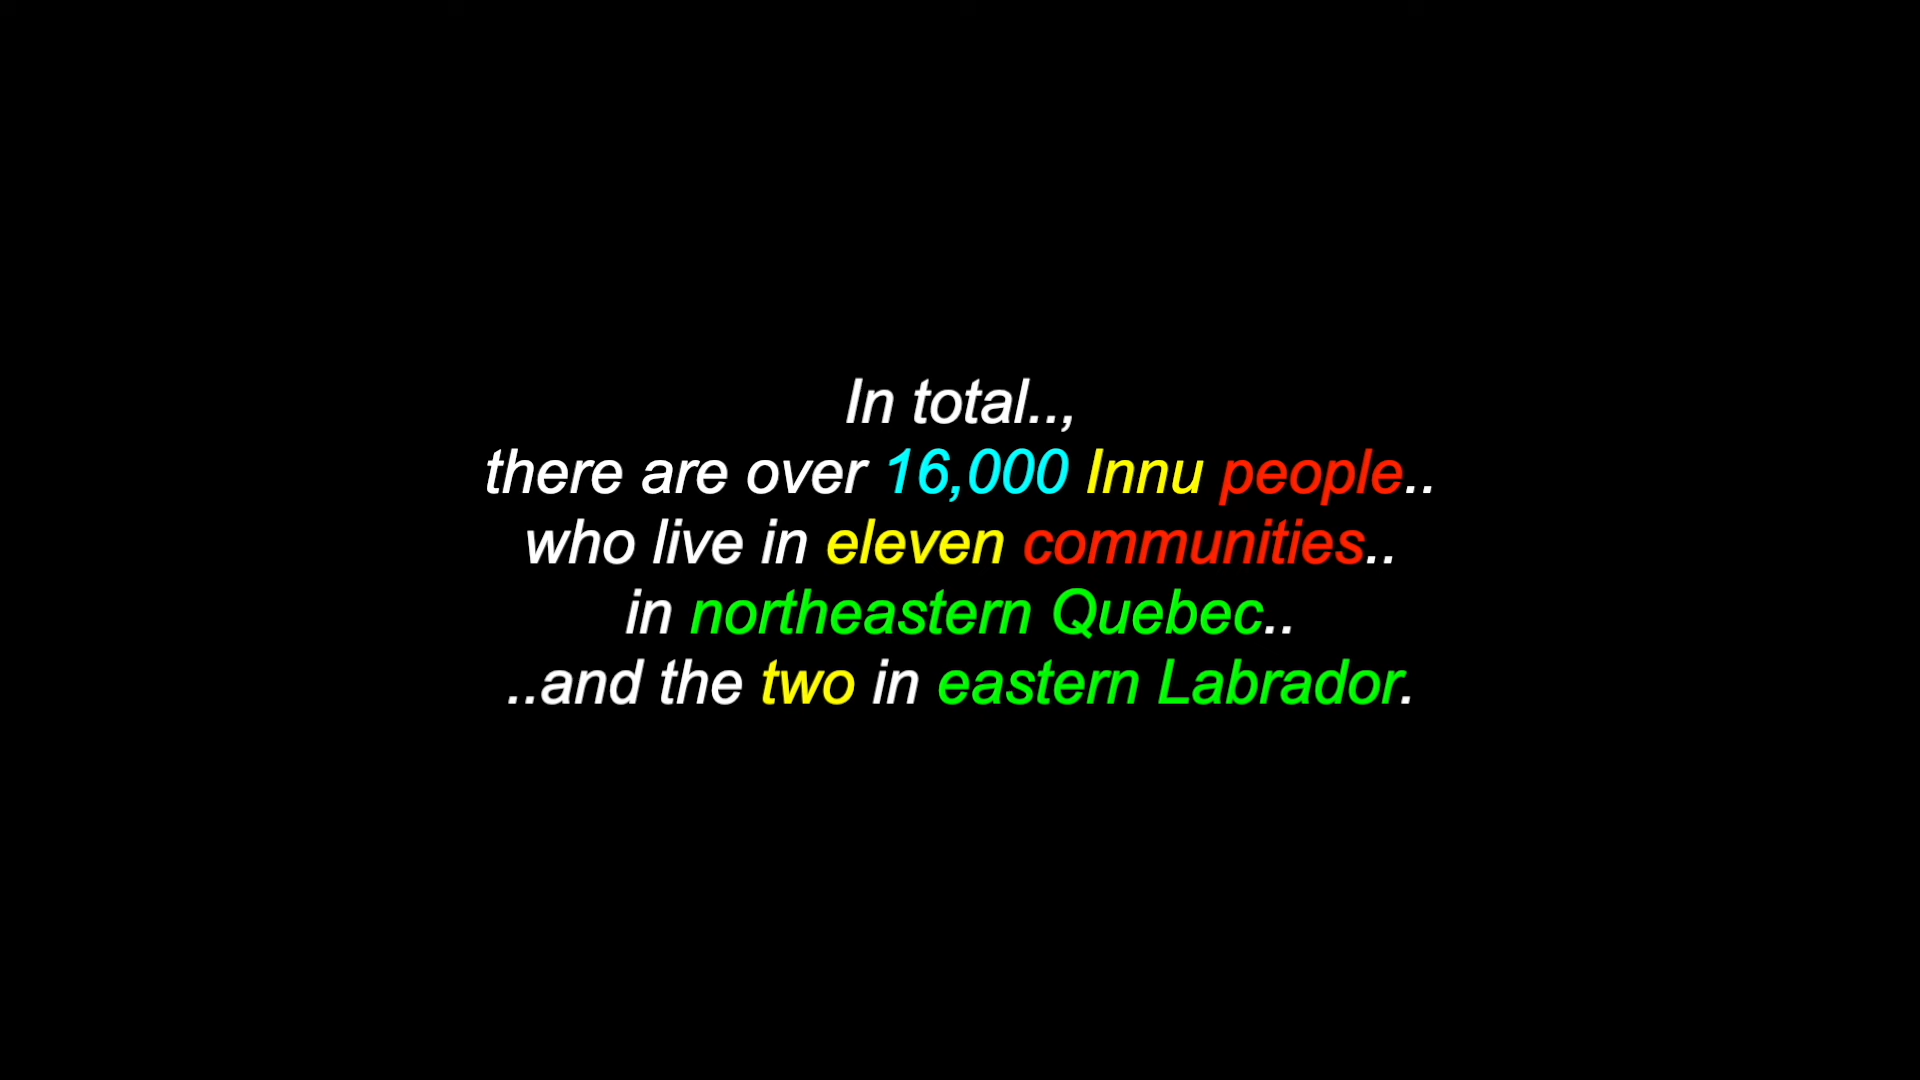 In total..,
there are over 16,000 Innu people..
who live in eleven communities..
in northeastern Quebec..
..and the two in eastern Labrador.